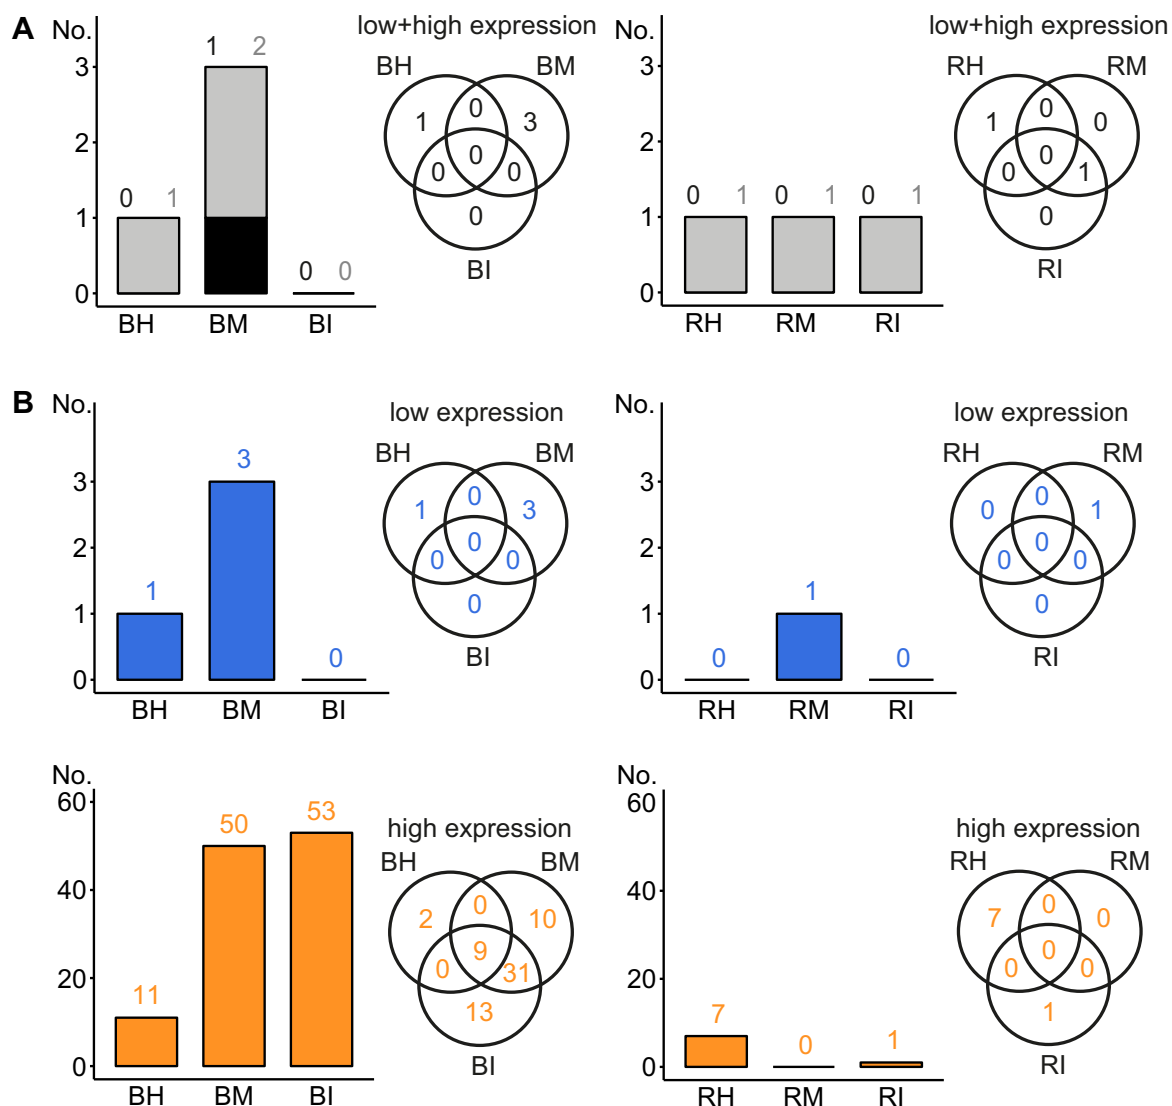 A
No.
low+high expression
BH BM
1 2
3
2
1
0
0 1
0 0
BH BM BI
1 0 3
0
0 0
0
BI
No.
low+high expression
RH RM
3
2
1
0
0 1 0 1 0 1
RH RM RI
1 0 0
0
0 1
0
RI
B
No.
low expression
BH BM
3
2
1
0
1
3
0
BH BM BI
1 0 3
0
0 0
0
BI
No.
low expression
RH RM
3
2
1
0
0
1
0
RH RM RI
0 0 1
0
0 0
0
RI
No.
high expression
BH BM
60
40
20
0
11
50
53
BH BM BI
2 0 10
9
0 31
13
BI
No.
high expression
RH RM
60
40
20
0
7
0
1
RH RM RI
7 0 0
0
0 0
1
RI